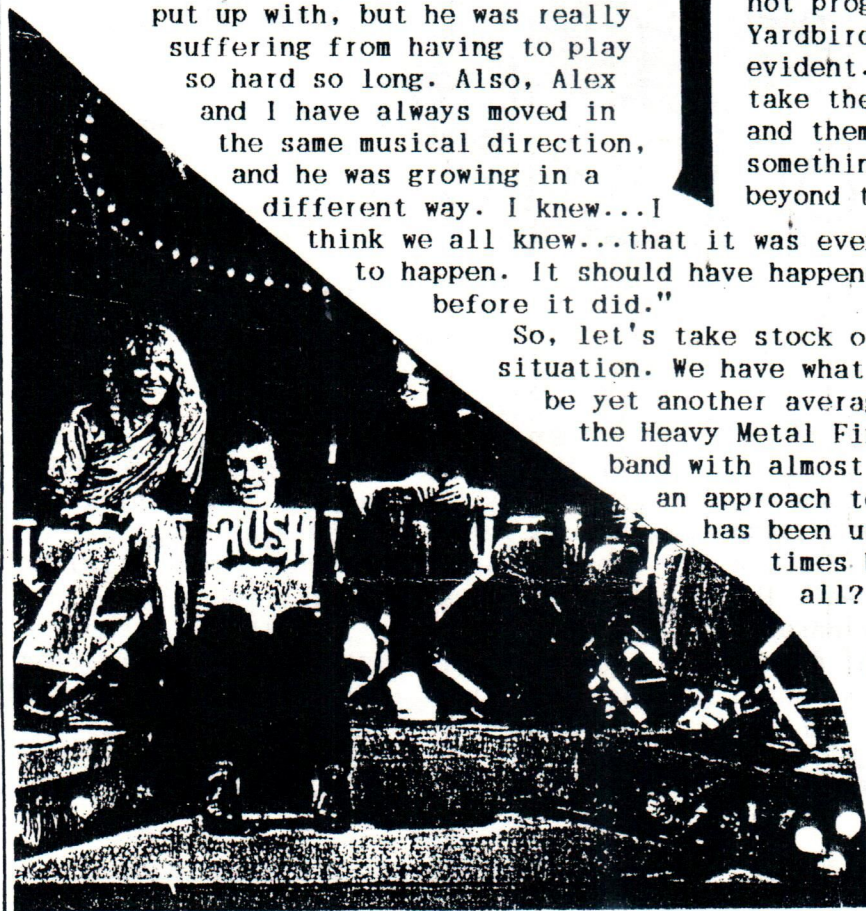 put up with, but he was really
suffering from having to play
so hard so long. Also, Alex
and I have always moved in
the same musical direction,
and he was growing in a
different way. I knew...I
think we all knew...that it was eve
to happen. It should have happen
before it did."
So, let's take stock o
situation. We have what
be yet another avera
the Heavy Metal Fi
band with almost
an approach t
has been u
times
all?
not prog
Yardbird
evident.
take the
and them
somethin
beyond t
RUSH